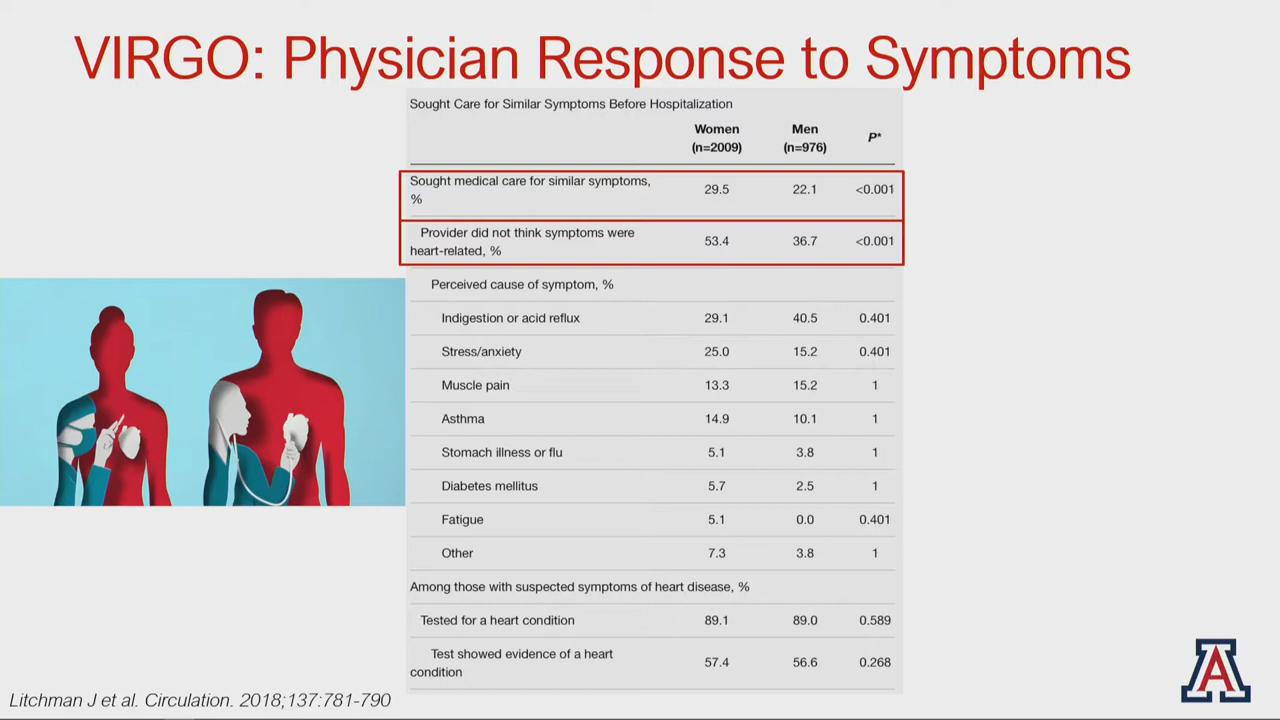 VIRGO: Physician Response to Symptoms
Sought Care for Similar Symptoms Before Hospitalization
Women Men P*
(n=2009) (n=976)
Sought medical care for similar symptoms, 29.5 22.1 <0.001
%
Provider did not think symptoms were 53.4 36.7 <0.001
heart-related, %
Perceived cause of symptom, %
Indigestion or acid reflux 29.1 40.5 0.401
Stress/anxiety 25.0 15.2 0.401
Muscle pain 13.3 15.2 1
Asthma 14.9 10.1 1
Stomach illness or flu 5.1 3.8 1
Diabetes mellitus 5.7 2.5 1
Fatigue 5.1 0.0 0.401
Other 7.3 3.8 1
Among those with suspected symptoms of heart disease, %
Tested for a heart condition 89.1 89.0 0.589
Test showed evidence of a heart 57.4 56.6 0.268
condition
Litchman J et al. Circulation. 2018;137:781-790
A